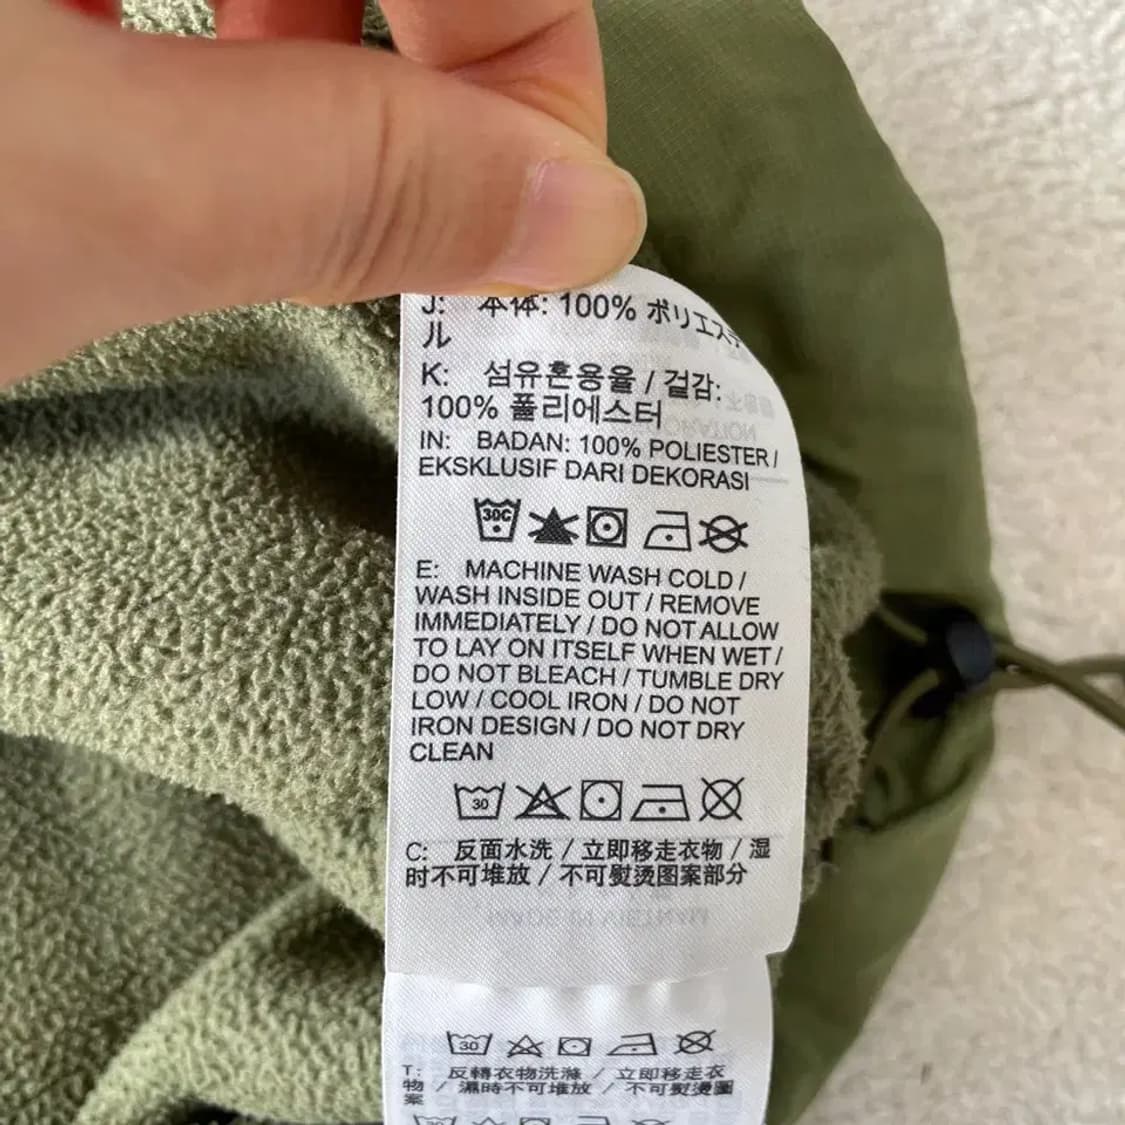 J: 本体: 100% ポリエステ
ル
K: 섬유혼용율 / 겉감:
100% 폴리에스터
IN: BADAN: 100% POLIESTER /
EKSKLUSIF DARI DEKORASI
30C
E: MACHINE WASH COLD /
WASH INSIDE OUT / REMOVE
IMMEDIATELY / DO NOT ALLOW
TO LAY ON ITSELF WHEN WET /
DO NOT BLEACH / TUMBLE DRY
LOW / COOL IRON / DO NOT
IRON DESIGN / DO NOT DRY
CLEAN
30
C: 反面水洗 / 立即移走衣物 / 湿
时不可堆放 / 不可熨烫图案部分
30
T: 反轉衣物洗滌 / 立即移走衣
物 / 濕時不可堆放 / 不可熨燙圖
案